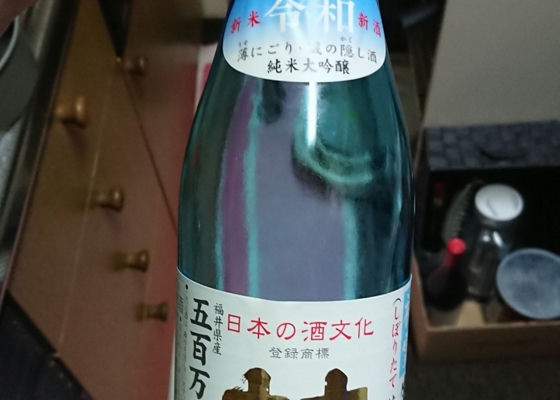 新米 令和 新酒
薄にごり・蔵の隠し酒
純米大吟醸
日本の酒文化
登録商標
福井県産
五百万
(しぼりたて